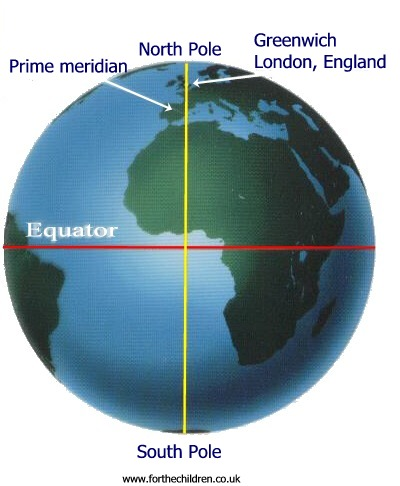 North Pole
Greenwich
London, England
Prime meridian
Equator
South Pole
www.forthechildren.co.uk